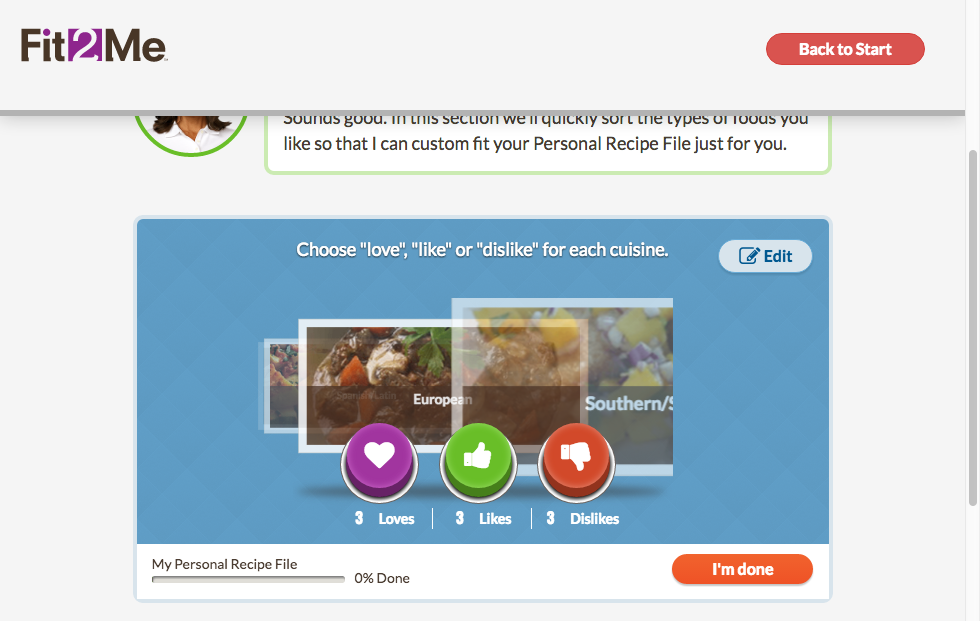 Fit2Me
Back to Start
Sounds good. In this section we'll quickly sort the types of foods you
like so that I can custom fit your Personal Recipe File just for you.
Choose "love", "like" or "dislike" for each cuisine.
Edit
Spanish/Latin
European
Southern/S
3 Loves
3 Likes
3 Dislikes
My Personal Recipe File
0% Done
I'm done